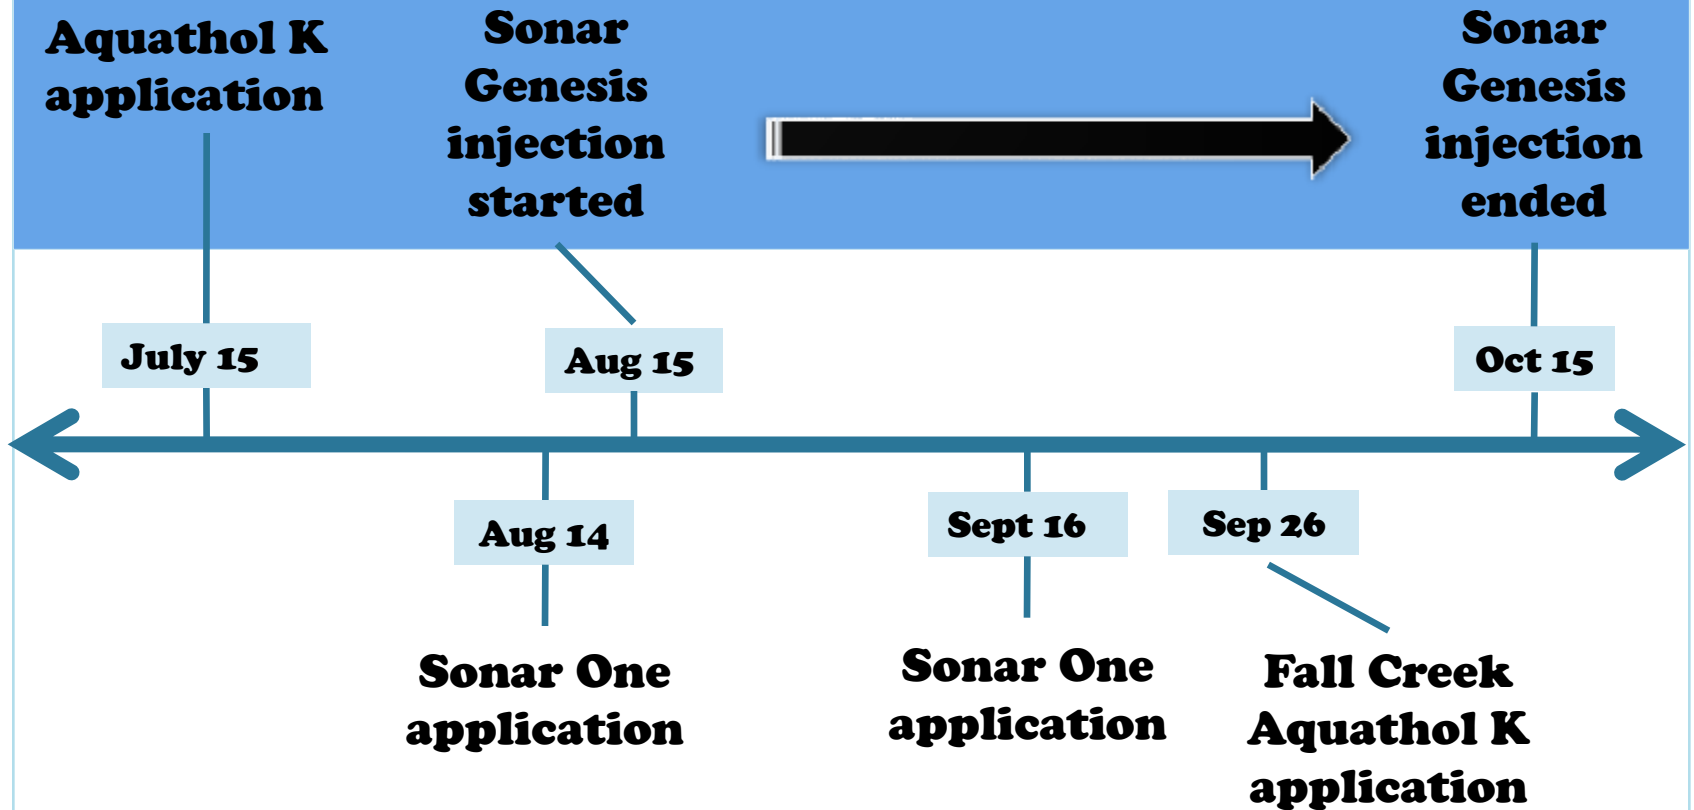 Aquathol K
application
Sonar
Genesis
injection
started
Sonar
Genesis
injection
ended
July 15
Aug 15
Oct 15
Aug 14
Sept 16
Sep 26
Sonar One
application
Sonar One
application
Fall Creek
Aquathol K
application